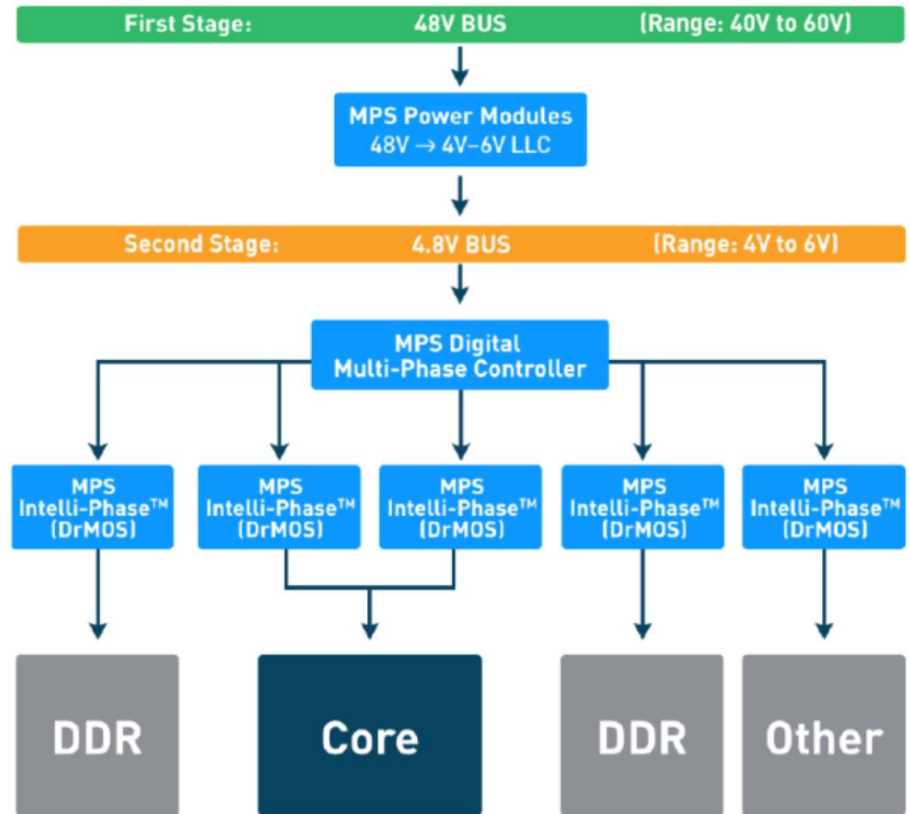 First Stage: 48V BUS (Range: 40V to 60V)
MPS Power Modules
48V → 4V–6V LLC
Second Stage: 4.8V BUS (Range: 4V to 6V)
MPS Digital
Multi-Phase Controller
MPS
Intelli-Phase™
(DrMOS)
MPS
Intelli-Phase™
(DrMOS)
MPS
Intelli-Phase™
(DrMOS)
MPS
Intelli-Phase™
(DrMOS)
MPS
Intelli-Phase™
(DrMOS)
DDR
Core
DDR
Other